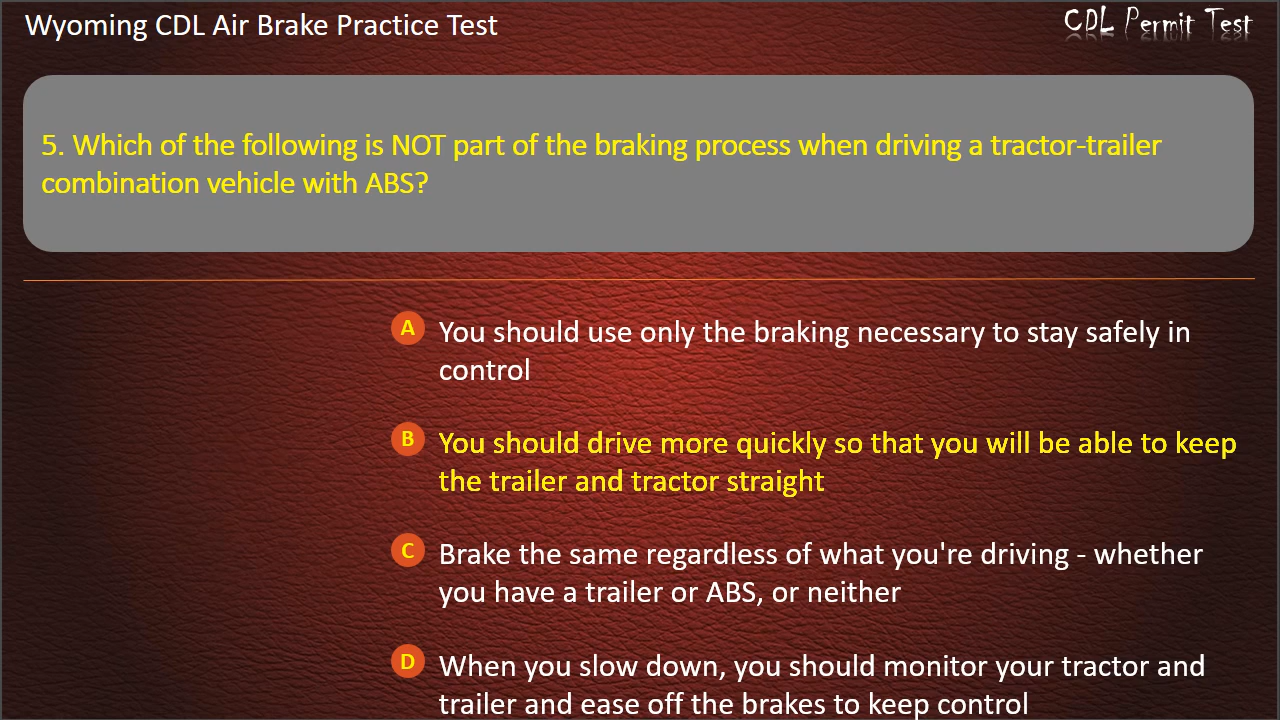 Wyoming CDL Air Brake Practice Test
CDL Permit Test
5. Which of the following is NOT part of the braking process when driving a tractor-trailer
combination vehicle with ABS?
A You should use only the braking necessary to stay safely in
control
B You should drive more quickly so that you will be able to keep
the trailer and tractor straight
C Brake the same regardless of what you're driving - whether
you have a trailer or ABS, or neither
D When you slow down, you should monitor your tractor and
trailer and ease off the brakes to keep control